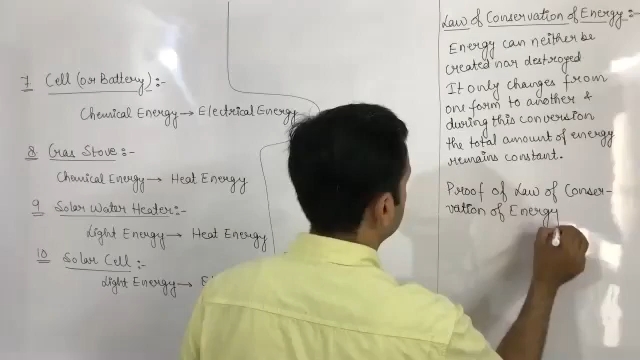 7 Cell (or Battery):-
Chemical Energy → Electrical Energy
8 Gas Stove:-
Chemical Energy → Heat Energy
9 Solar Water Heater:-
Light Energy → Heat Energy
10 Solar Cell:-
Light Energy →
Law of Conservation of Energy:-
Energy can neither be
created nor destroyed
It only changes from
one form to another &
during this conversion
the total amount of energy
remains constant.
Proof of Law of Conser-
vation of Energy